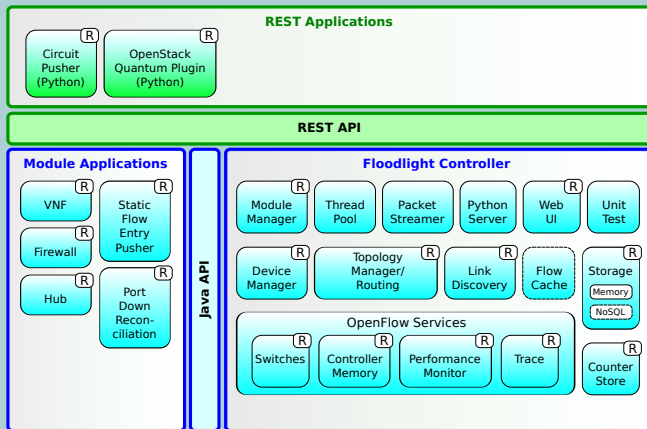 REST Applications
R
R
Circuit
Pusher
(Python)
OpenStack
Quantum Plugin
(Python)
REST API
Module Applications
R
VNF
R
Static
Flow
Entry
Pusher
R
Firewall
R
Hub
R
Port
Down
Recon-
ciliation
Java API
Floodlight Controller
R
Module
Manager
Thread
Pool
Packet
Streamer
Python
Server
R
Web
UI
Unit
Test
R
Device
Manager
R
Topology
Manager/
Routing
R
Link
Discovery
Flow
Cache
R
Storage
Memory
NoSQL
OpenFlow Services
R
Switches
R
Controller
Memory
R
Performance
Monitor
R
Trace
R
Counter
Store